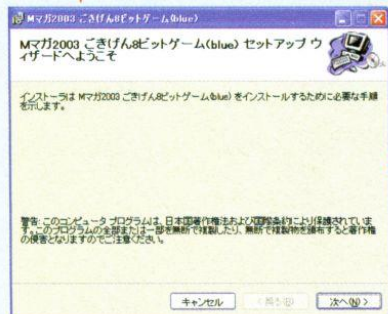 Mマガ2003 ごきげん8ビットゲーム(blue)
Mマガ2003 ごきげん8ビットゲーム(blue) セットアップ ウ
ィザードへようこそ
インストーラは Mマガ2003 ごきげん8ビットゲーム(blue) をインストールするために必要な手順
を示します。
警告: このコンピュータ プログラムは、日本国著作権法および国際条約により保護されていま
す。このプログラムの全部または一部を無断で複製したり、無断で複製物を頒布すると著作権
の侵害となりますのでご注意ください。
キャンセル
< 戻る(B)
次へ(N) >